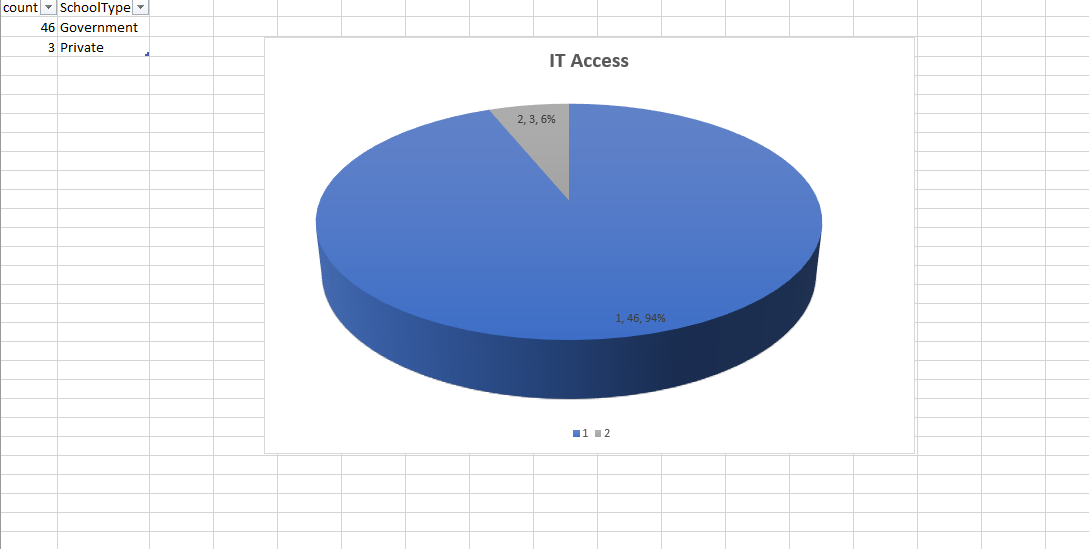 count SchoolType
46 Government
3 Private
IT Access
2, 3, 6%
1, 46, 94%
1 2